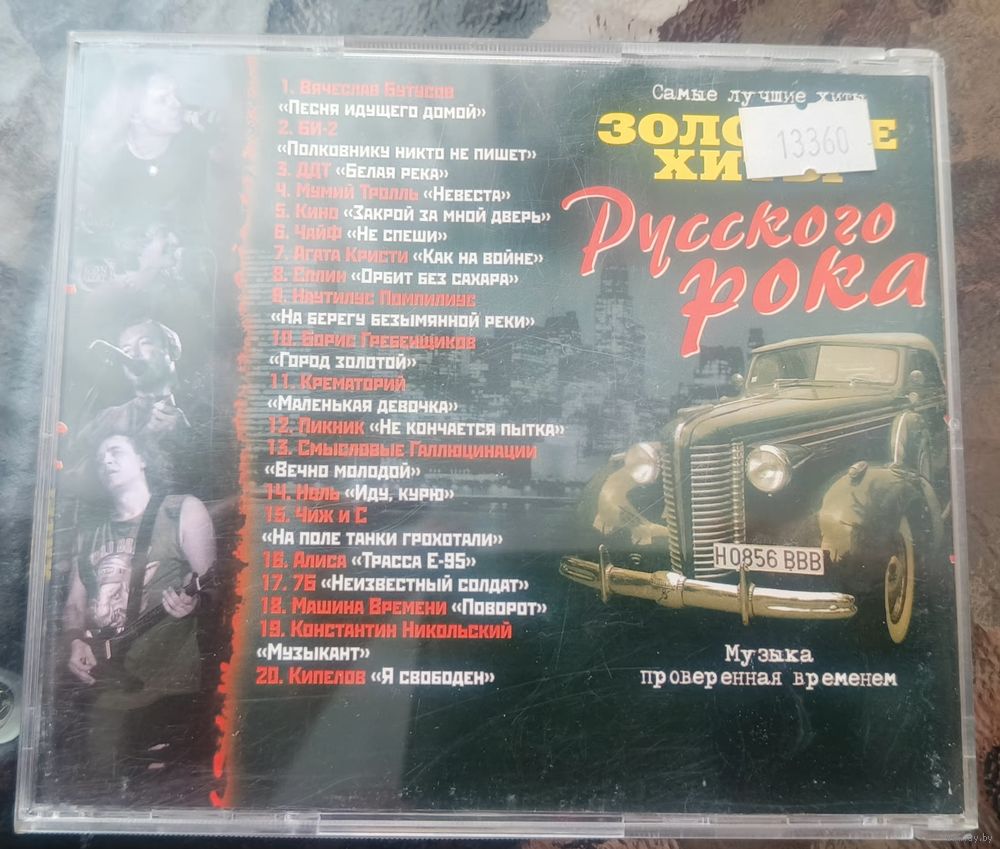 1. Вячеслав Бутусов
«Песня идущего домой»
2. БИ-2
«Полковнику никто не пишет»
3. ДДТ «Белая река»
4. Мумий Тролль «Невеста»
5. Кино «Закрой за мной дверь»
6. Чайф «Не спеши»
7. Агата Кристи «Как на войне»
8. Сплин «Орбит без сахара»
9. Наутилус Помпилиус
«На берегу безымянной реки»
10. Борис Гребенщиков
«Город золотой»
11. Крематорий
«Маленькая девочка»
12. Пикник «Не кончается пытка»
13. Смысловые Галлюцинации
«Вечно молодой»
14. Ноль «Иду, курю»
15. Чиж и С
«На поле танки грохотали»
16. Алиса «Трасса Е-95»
17. 7Б «Неизвестный солдат»
18. Машина Времени «Поворот»
19. Константин Никольский
«Музыкант»
20. Кипелов «Я свободен»
Самые лучшие хиты
13360
Русского
рока
Н0856 ВВВ
Музыка
проверенная временем